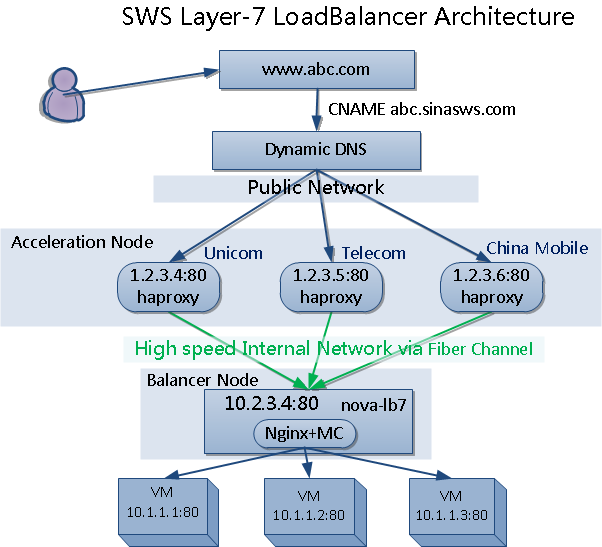 SWS Layer-7 LoadBalancer Architecture
www.abc.com
CNAME abc.sinasws.com
Dynamic DNS
Public Network
Acceleration Node
Unicom
Telecom
China Mobile
1.2.3.4:80
haproxy
1.2.3.5:80
haproxy
1.2.3.6:80
haproxy
High speed Internal Network via Fiber Channel
Balancer Node
10.2.3.4:80 nova-lb7
Nginx+MC
VM
10.1.1.1:80
VM
10.1.1.2:80
VM
10.1.1.3:80